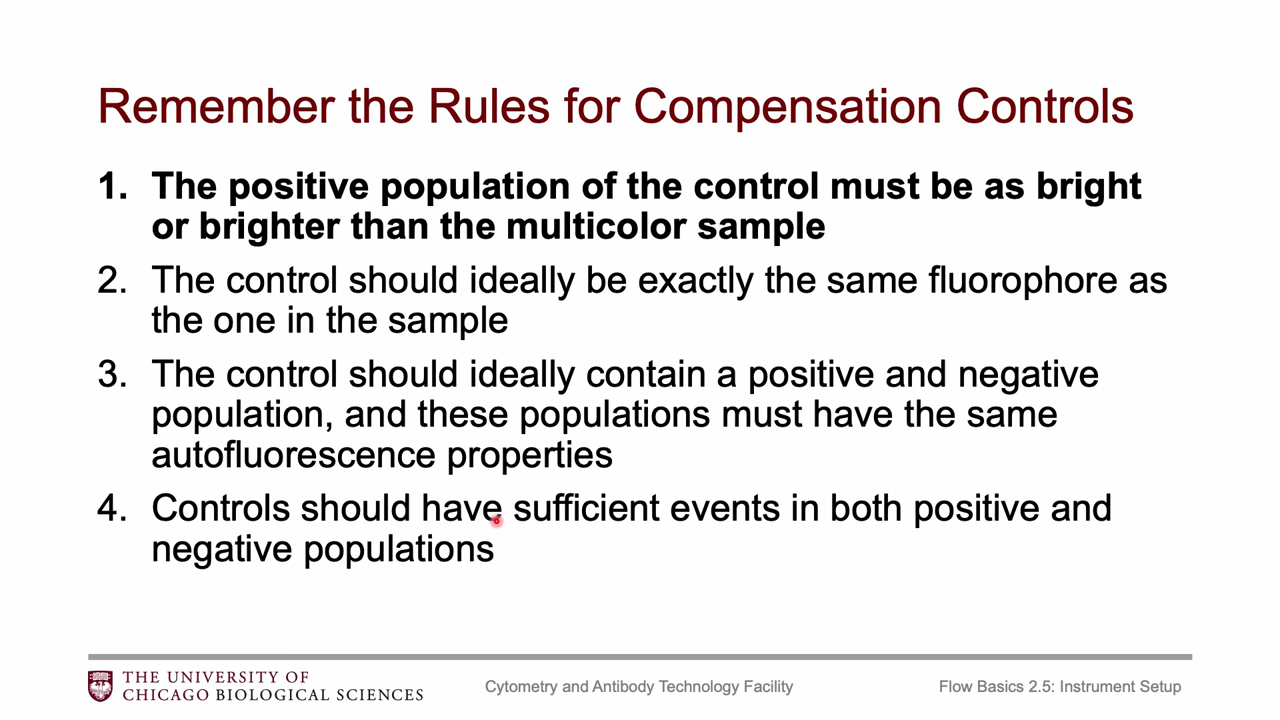 Remember the Rules for Compensation Controls
1. The positive population of the control must be as bright
or brighter than the multicolor sample
2. The control should ideally be exactly the same fluorophore as
the one in the sample
3. The control should ideally contain a positive and negative
population, and these populations must have the same
autofluorescence properties
4. Controls should have sufficient events in both positive and
negative populations
THE UNIVERSITY OF
CHICAGO BIOLOGICAL SCIENCES
Cytometry and Antibody Technology Facility
Flow Basics 2.5: Instrument Setup